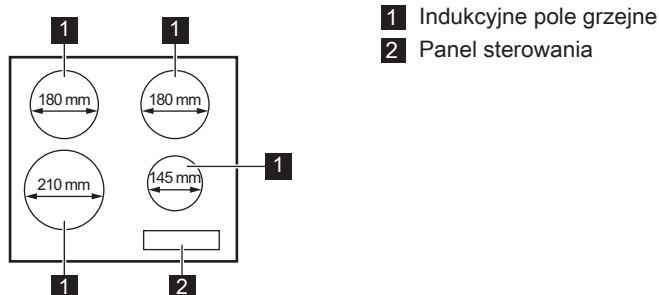 1 1
180 mm 180 mm
210 mm 145 mm 1
1 2
1 Indukcyjne pole grzejne
2 Panel sterowania